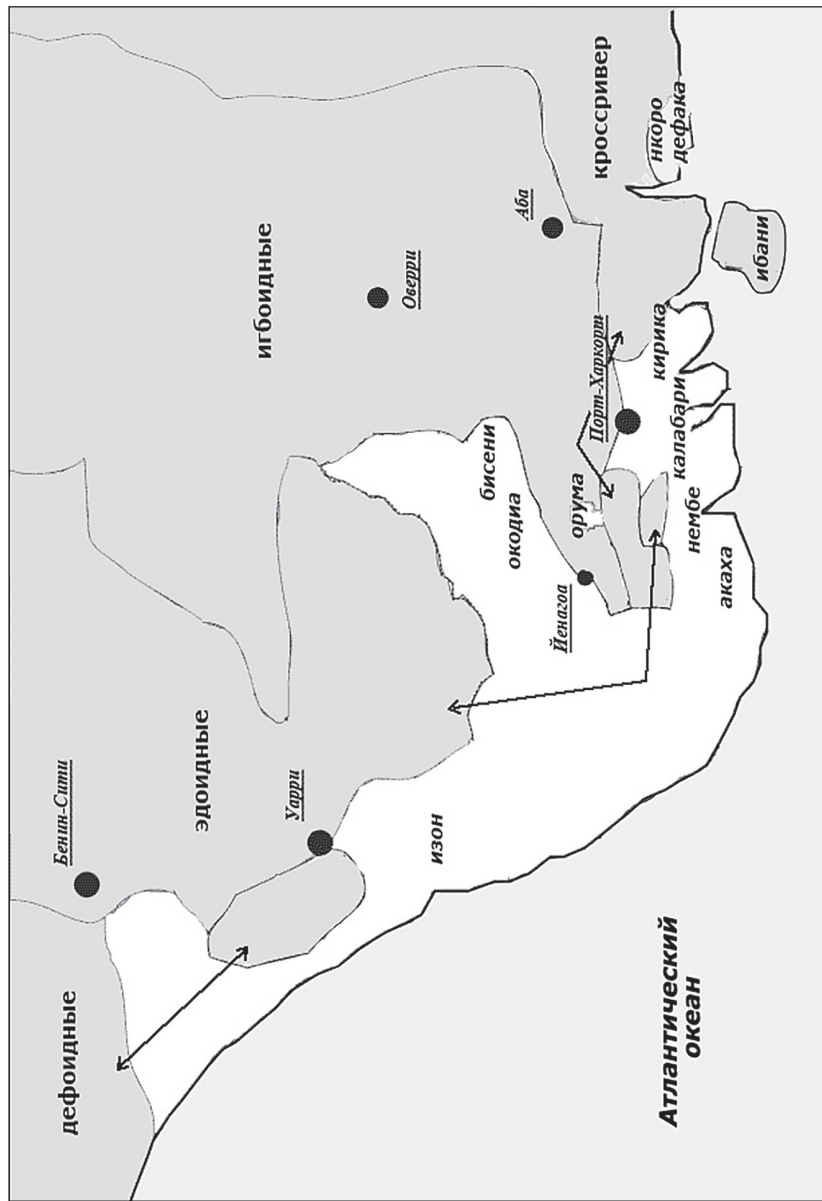 дефоидные
Бенин-Сити
эдоидные
Уарри
игбоидные
Оверри
Аба
кроссривер
изон
бисени
окодиа
Йенагоа
орума
Порт-Харкорт
нкоро
дефака
ибани
кирика
калабари
нембе
акаха
Атлантический
океан